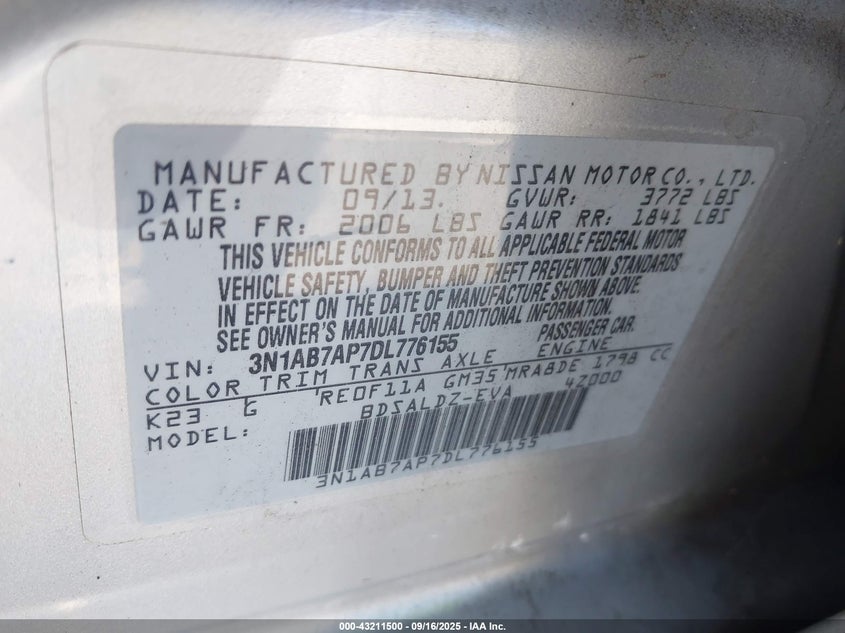 MANUFACTURED BY NISSAN MOTOR CO., LTD.
DATE: 09/13. GVWR: 3772 LBS
GAWR FR: 2006 LBS GAWR RR: 1841 LBS
THIS VEHICLE CONFORMS TO ALL APPLICABLE FEDERAL MOTOR
VEHICLE SAFETY, BUMPER AND THEFT PREVENTION STANDARDS
IN EFFECT ON THE DATE OF MANUFACTURE SHOWN ABOVE.
SEE OWNER'S MANUAL FOR ADDITIONAL INFORMATION.
VIN: 3N1AB7AP7DL776155 PASSENGER CAR.
COLOR TRIM TRANS AXLE ENGINE
K23 G RE0F11A GM35 MRA8DE 1798 CC
MODEL: BDSALDZ-EVA 4Z000
3N1AB7AP7DL776155
000-43211500 - 09/16/2025 - IAA Inc.